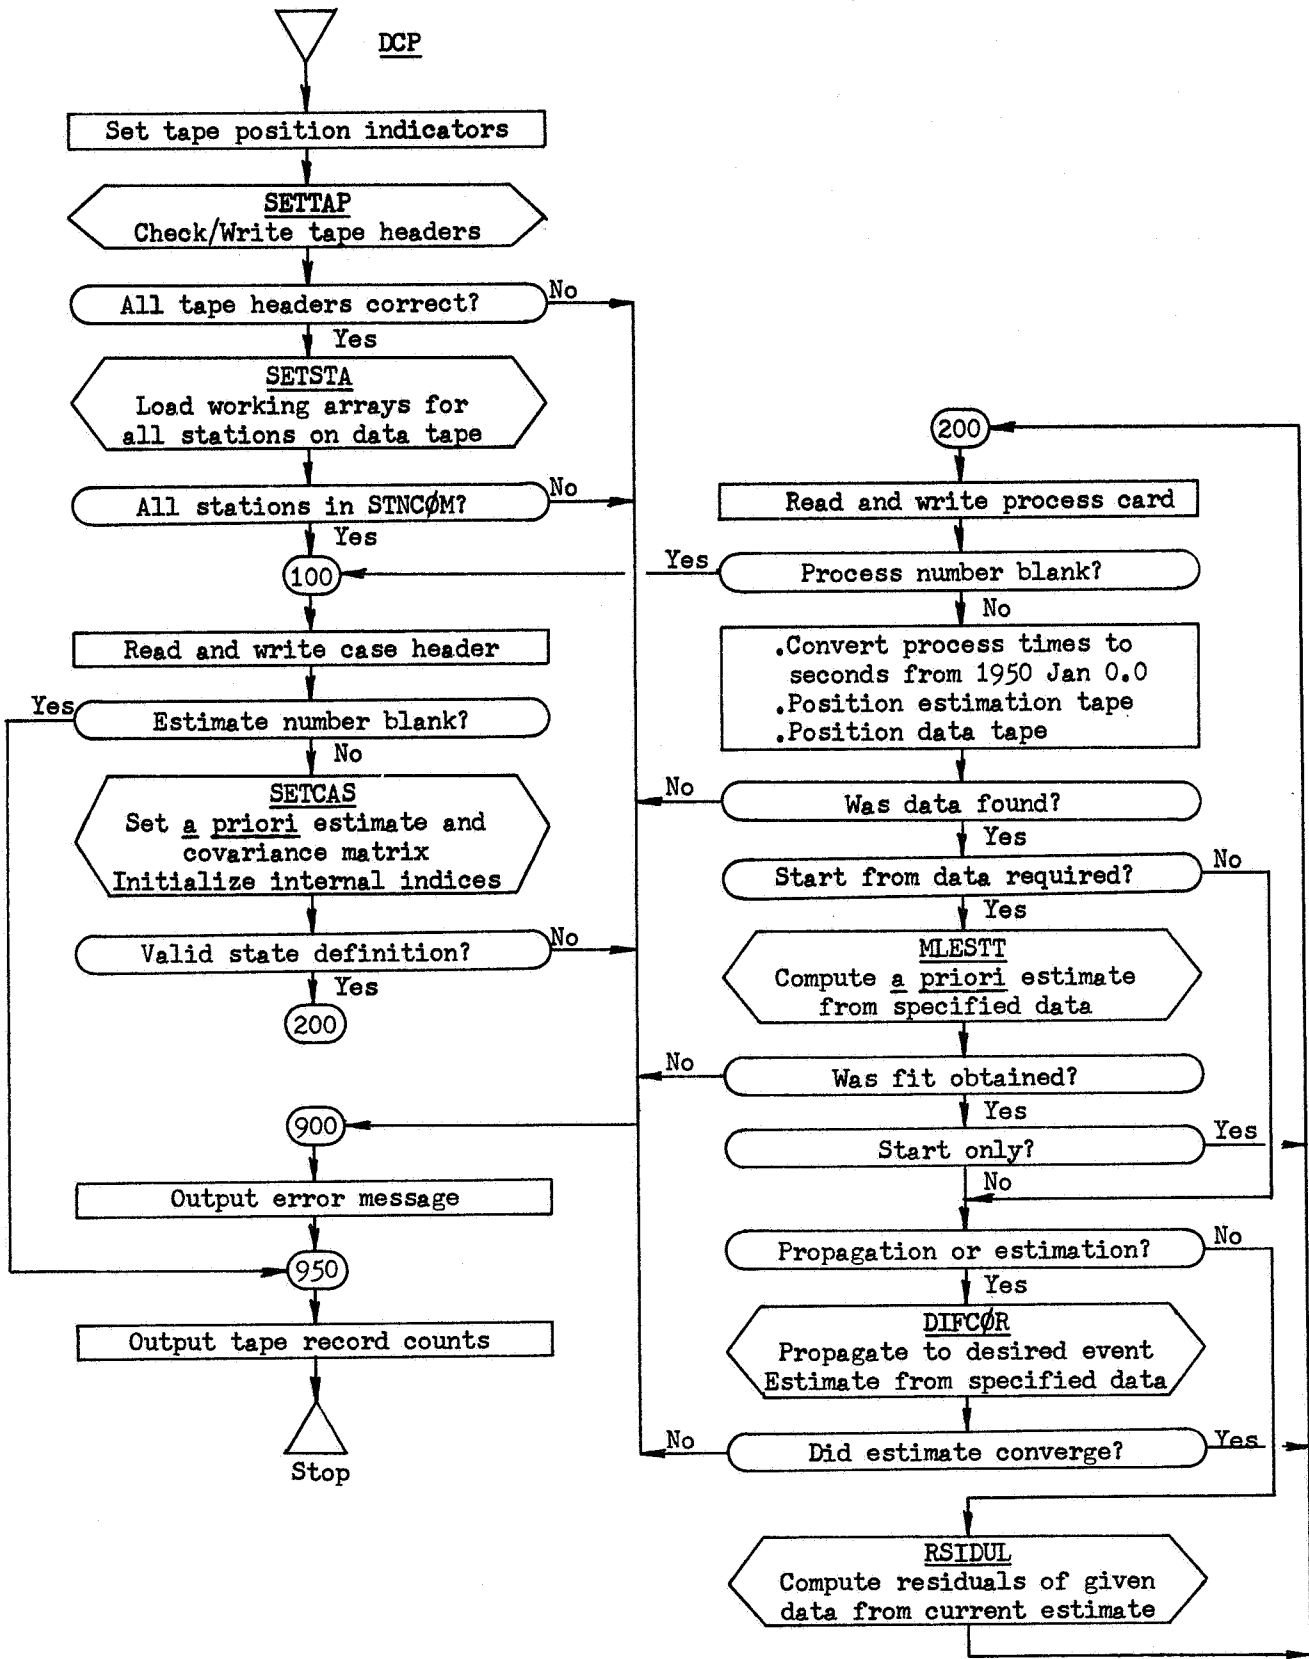 DCP
Set tape position indicators
SETTAP
Check/Write tape headers
All tape headers correct?
No
Yes
SETSTA
Load working arrays for
all stations on data tape
All stations in STNCØM?
No
Yes
100
Read and write case header
Yes
Estimate number blank?
No
SETCAS
Set a priori estimate and
covariance matrix
Initialize internal indices
Valid state definition?
No
Yes
200
900
Output error message
950
Output tape record counts
Stop
200
Read and write process card
Yes
Process number blank?
No
.Convert process times to
seconds from 1950 Jan 0.0
.Position estimation tape
.Position data tape
No
Was data found?
Yes
Start from data required?
No
Yes
MLESTT
Compute a priori estimate
from specified data
No
Was fit obtained?
Yes
Start only?
Yes
No
Propagation or estimation?
No
Yes
DIFCØR
Propagate to desired event
Estimate from specified data
No
Did estimate converge?
Yes
RSIDUL
Compute residuals of given
data from current estimate